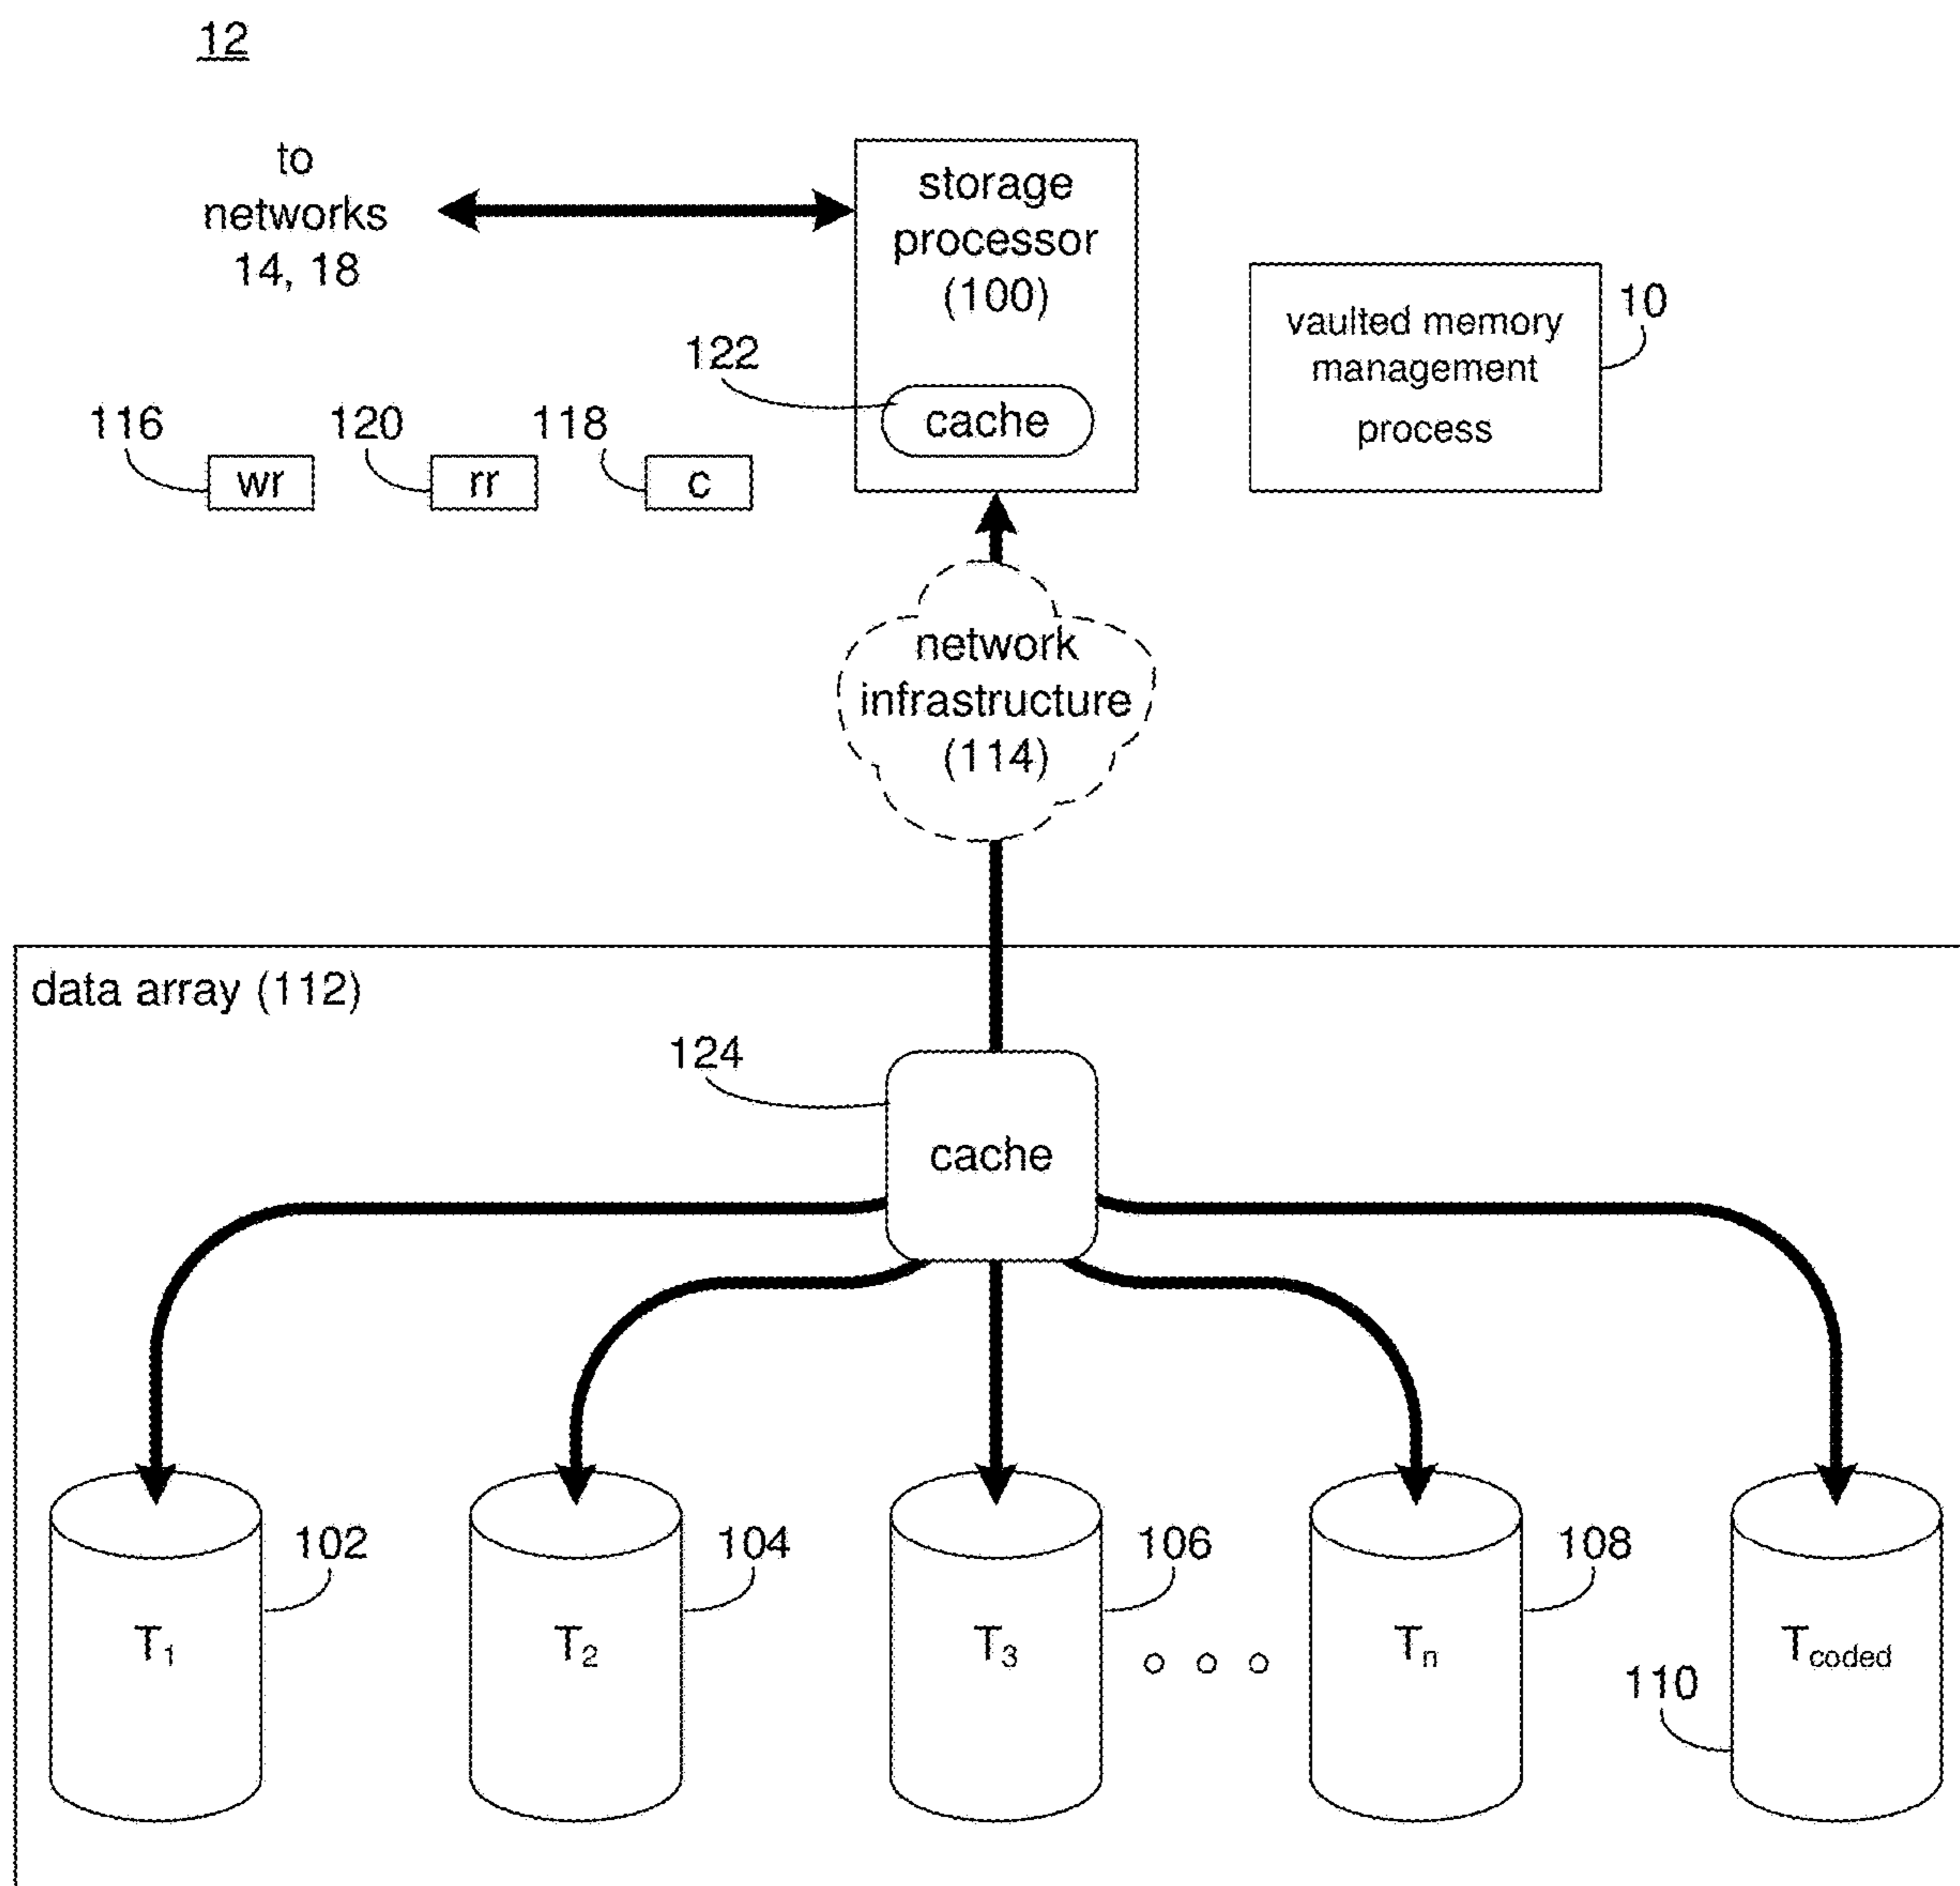 12
to
networks
14, 18
storage
processor
(100)
122
cache
vaulted memory
management
process
10
116
120
118
wr
rr
c
network
infrastructure
(114)
data array (112)
124
cache
102
104
106
108
T1
T2
T3
Tn
Tcoded
110